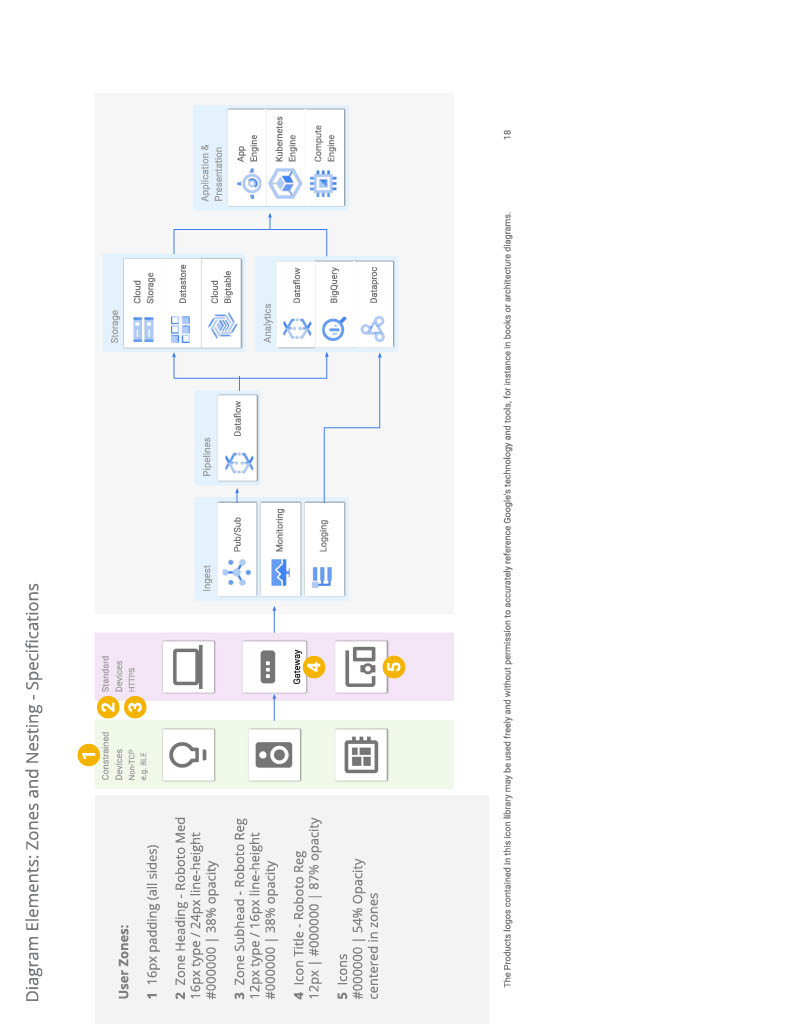 Diagram Elements: Zones and Nesting - Specifications
User Zones:
1 16px padding (all sides)
2 Zone Heading - Roboto Med
16px type / 24px line-height
#000000 | 38% opacity
3 Zone Subhead - Roboto Reg
12px type / 16px line-height
#000000 | 38% opacity
4 Icon Title - Roboto Reg
12px | #000000 | 87% opacity
5 Icons
#000000 | 54% Opacity
centered in zones
1
Constrained
Devices
Non-TCP
e.g. BLE
2
3
Standard
Devices
HTTPS
Gateway
4
5
Ingest
Pub/Sub
Monitoring
Logging
Pipelines
Dataflow
Storage
Cloud
Storage
Datastore
Cloud
Bigtable
Analytics
Dataflow
BigQuery
Dataproc
Application &
Presentation
App
Engine
Kubernetes
Engine
Compute
Engine
The Products logos contained in this icon library may be used freely and without permission to accurately reference Google's technology and tools, for instance in books or architecture diagrams.
18